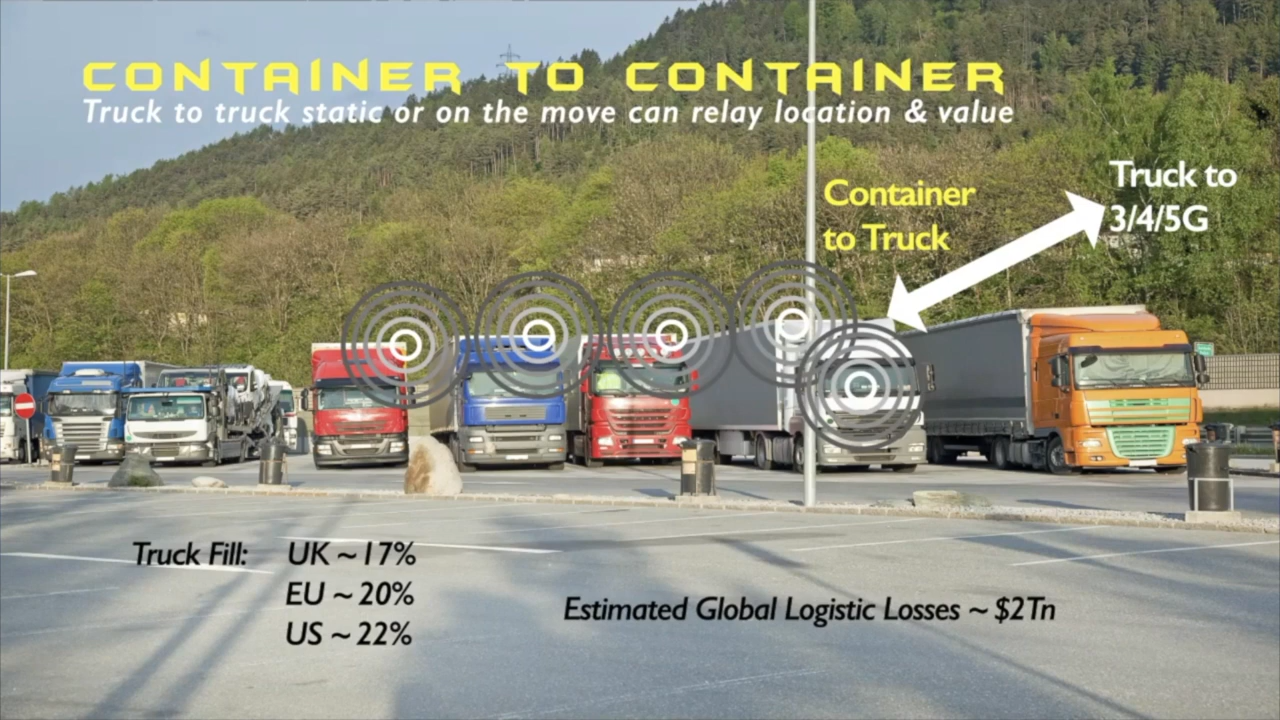 CONTAINER TO CONTAINER
Truck to truck static or on the move can relay location & value
Container
to Truck
Truck to
3/4/5G
Truck Fill: UK ~ 17%
EU ~ 20%
US ~ 22%
Estimated Global Logistic Losses ~ $2Tn